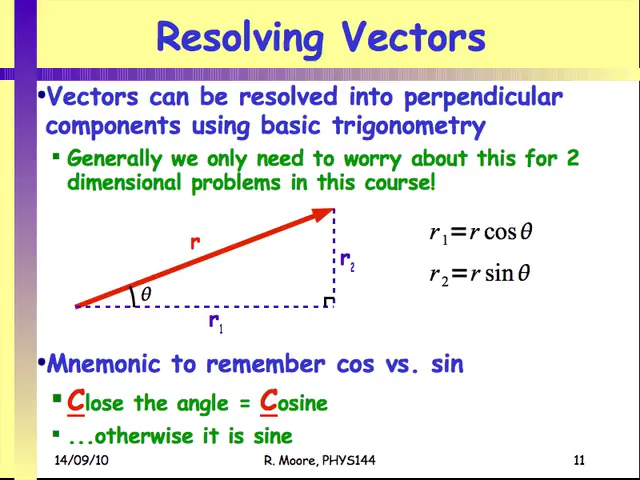 Resolving Vectors
•Vectors can be resolved into perpendicular
components using basic trigonometry
▪ Generally we only need to worry about this for 2
dimensional problems in this course!
r
r₂
θ
r₁
r₁=r cosθ
r₂=r sinθ
•Mnemonic to remember cos vs. sin
▪ Close the angle = Cosine
▪ ...otherwise it is sine
14/09/10 R. Moore, PHYS144 11